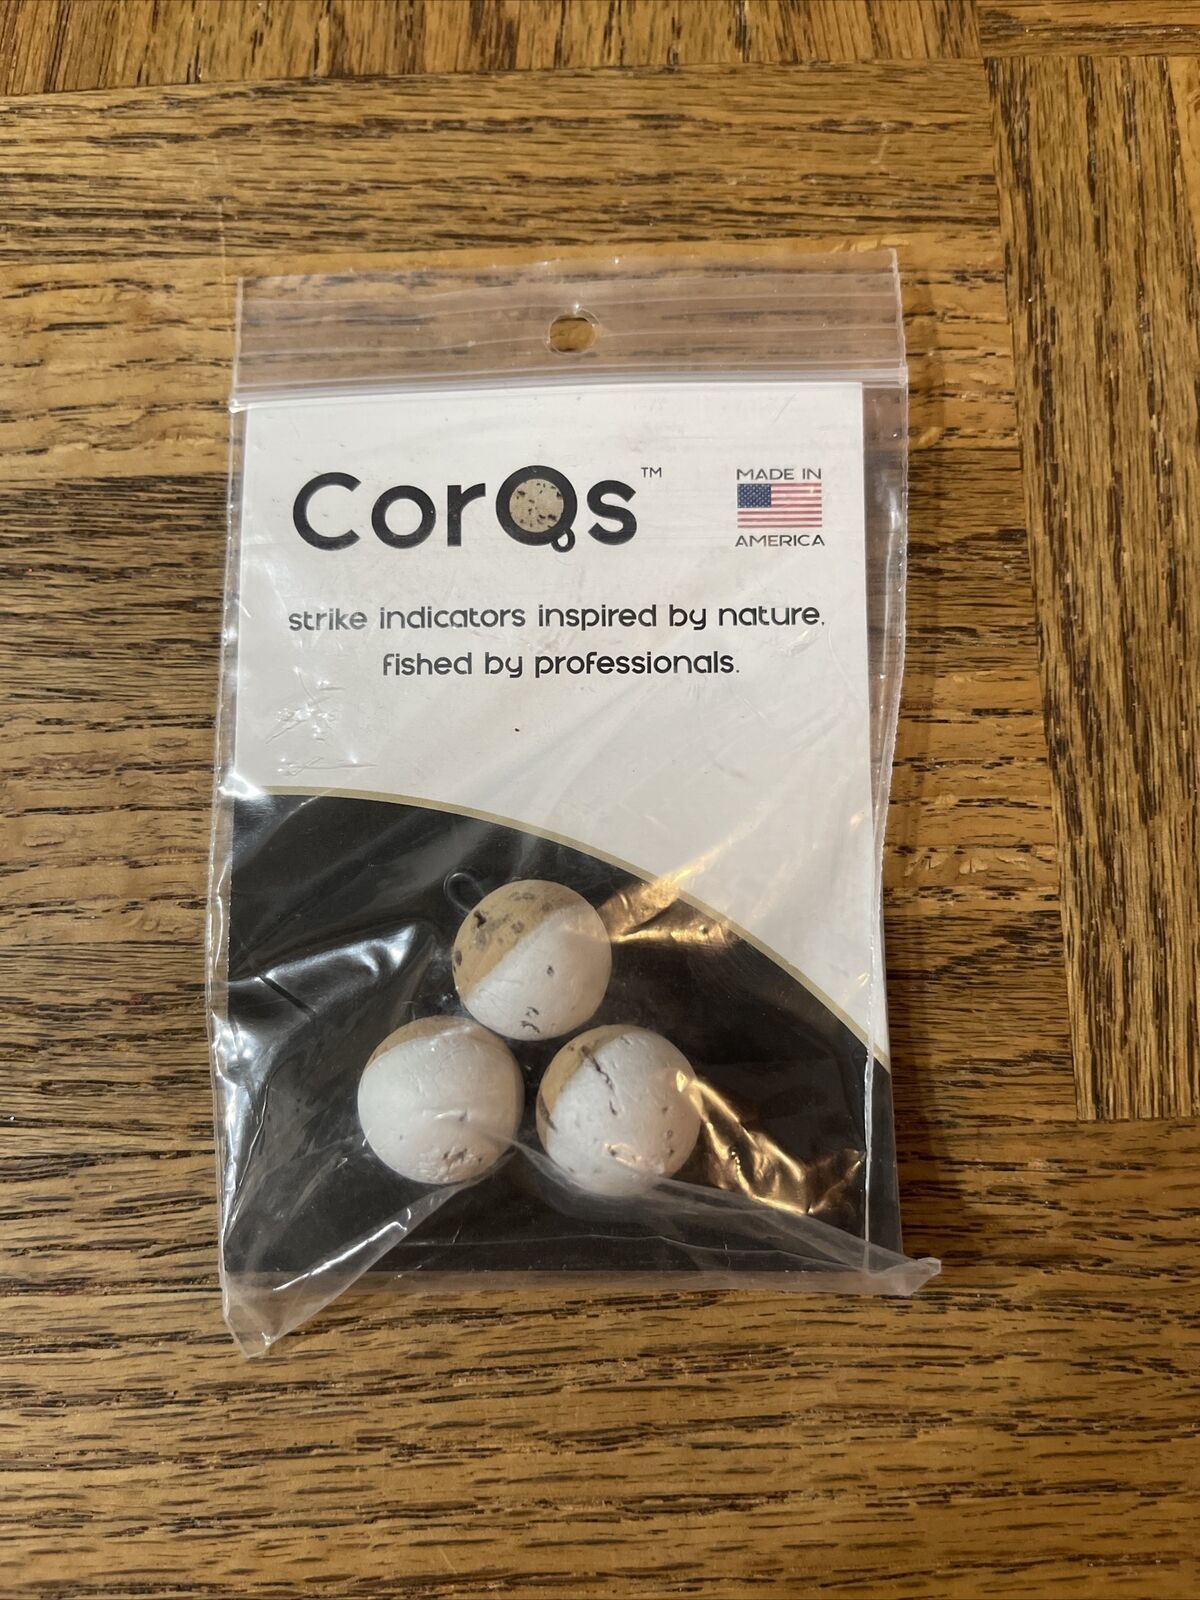 CorQs™
MADE IN
AMERICA
strike indicators inspired by nature.
fished by professionals.